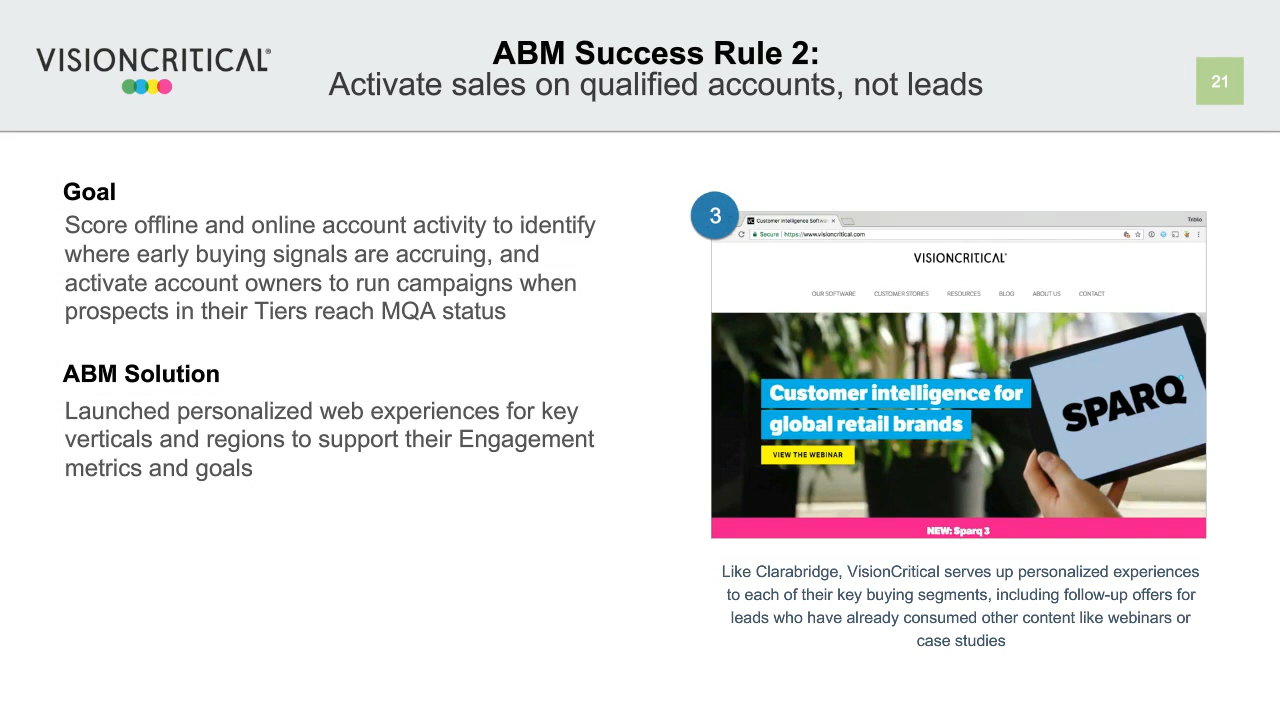 VISIONCRITICAL®
ABM Success Rule 2:
Activate sales on qualified accounts, not leads
21
Goal
Score offline and online account activity to identify
where early buying signals are accruing, and
activate account owners to run campaigns when
prospects in their Tiers reach MQA status
ABM Solution
Launched personalized web experiences for key
verticals and regions to support their Engagement
metrics and goals
3
VC Customer Intelligence Softwar ×
Triblio
Secure | https://www.visioncritical.com
VISIONCRITICAL®
OUR SOFTWARE CUSTOMER STORIES RESOURCES BLOG ABOUT US CONTACT
Customer intelligence for
global retail brands
VIEW THE WEBINAR
SPARQ
NEW: Sparq 3
Like Clarabridge, VisionCritical serves up personalized experiences
to each of their key buying segments, including follow-up offers for
leads who have already consumed other content like webinars or
case studies